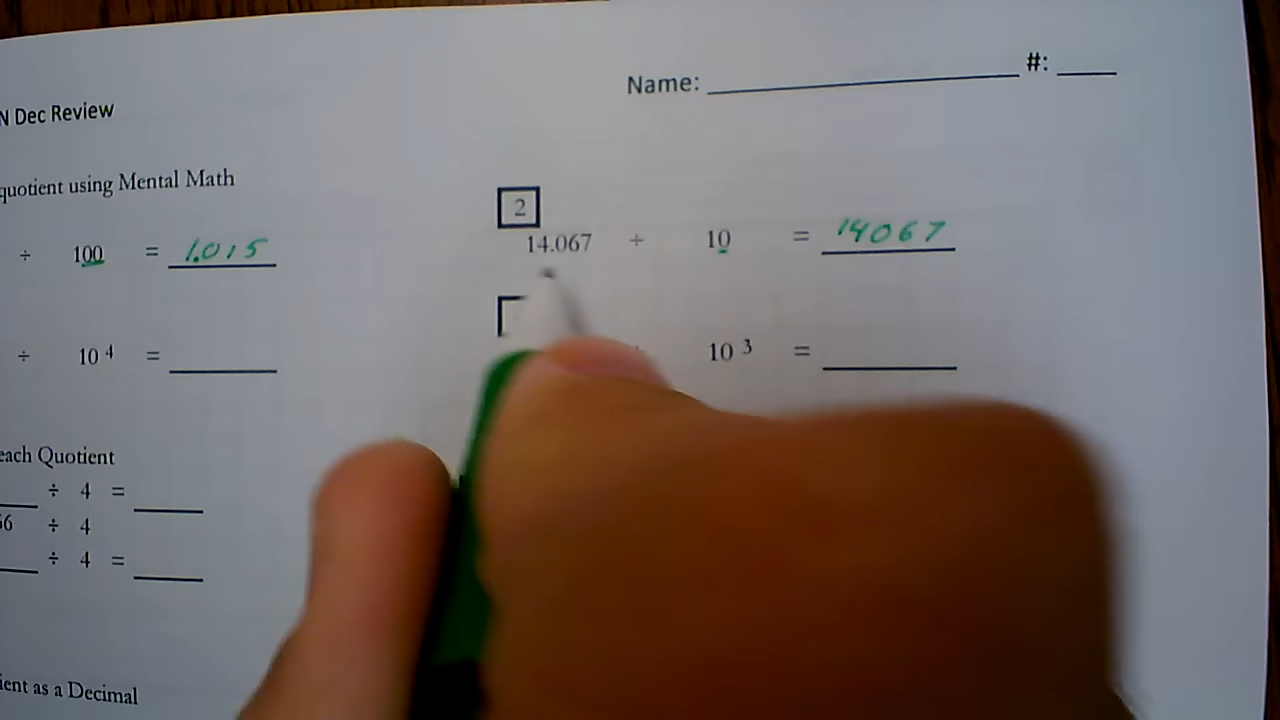 Name: #:
N Dec Review
quotient using Mental Math
÷ 100 = 1.015
2
14.067 ÷ 10 = 14067
÷ 10 4 =
10 3 =
each Quotient
÷ 4 =
÷ 4
÷ 4 =
ient as a Decimal